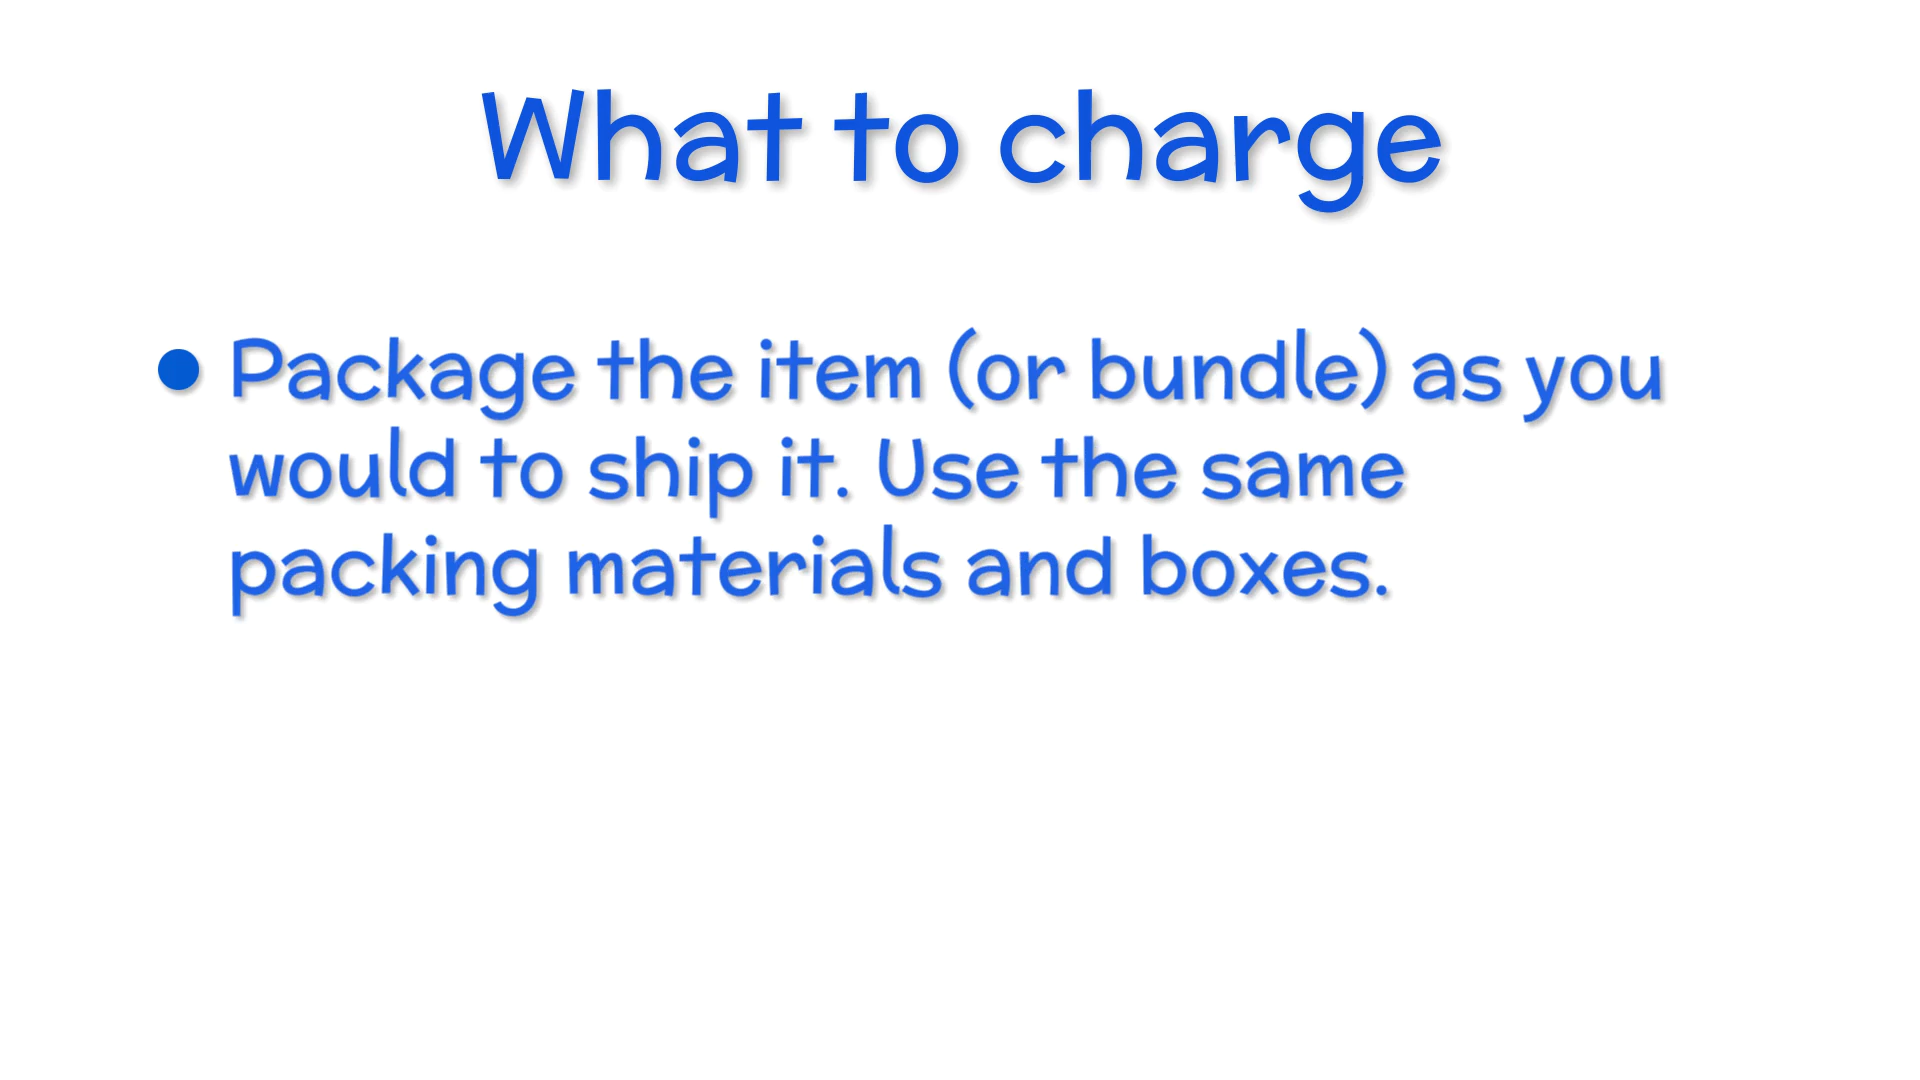 What to charge
Package the item (or bundle) as you
would to ship it. Use the same
packing materials and boxes.